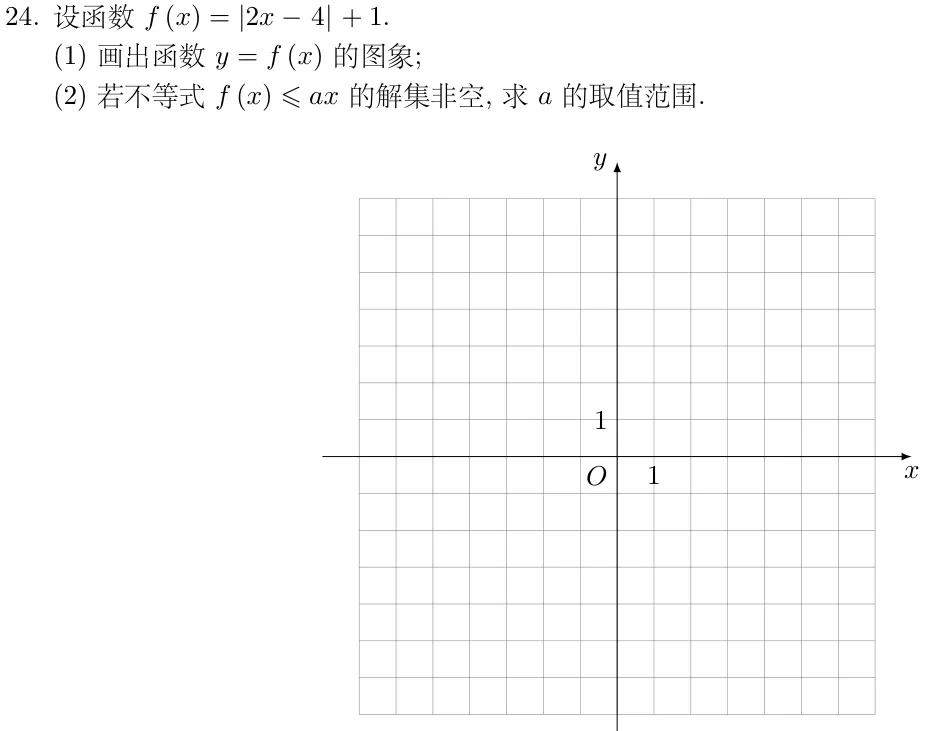 24. 设函数 f (x) = |2x − 4| + 1.
(1) 画出函数 y = f (x) 的图象;
(2) 若不等式 f (x) ⩽ ax 的解集非空, 求 a 的取值范围.
y
1
O 1 x